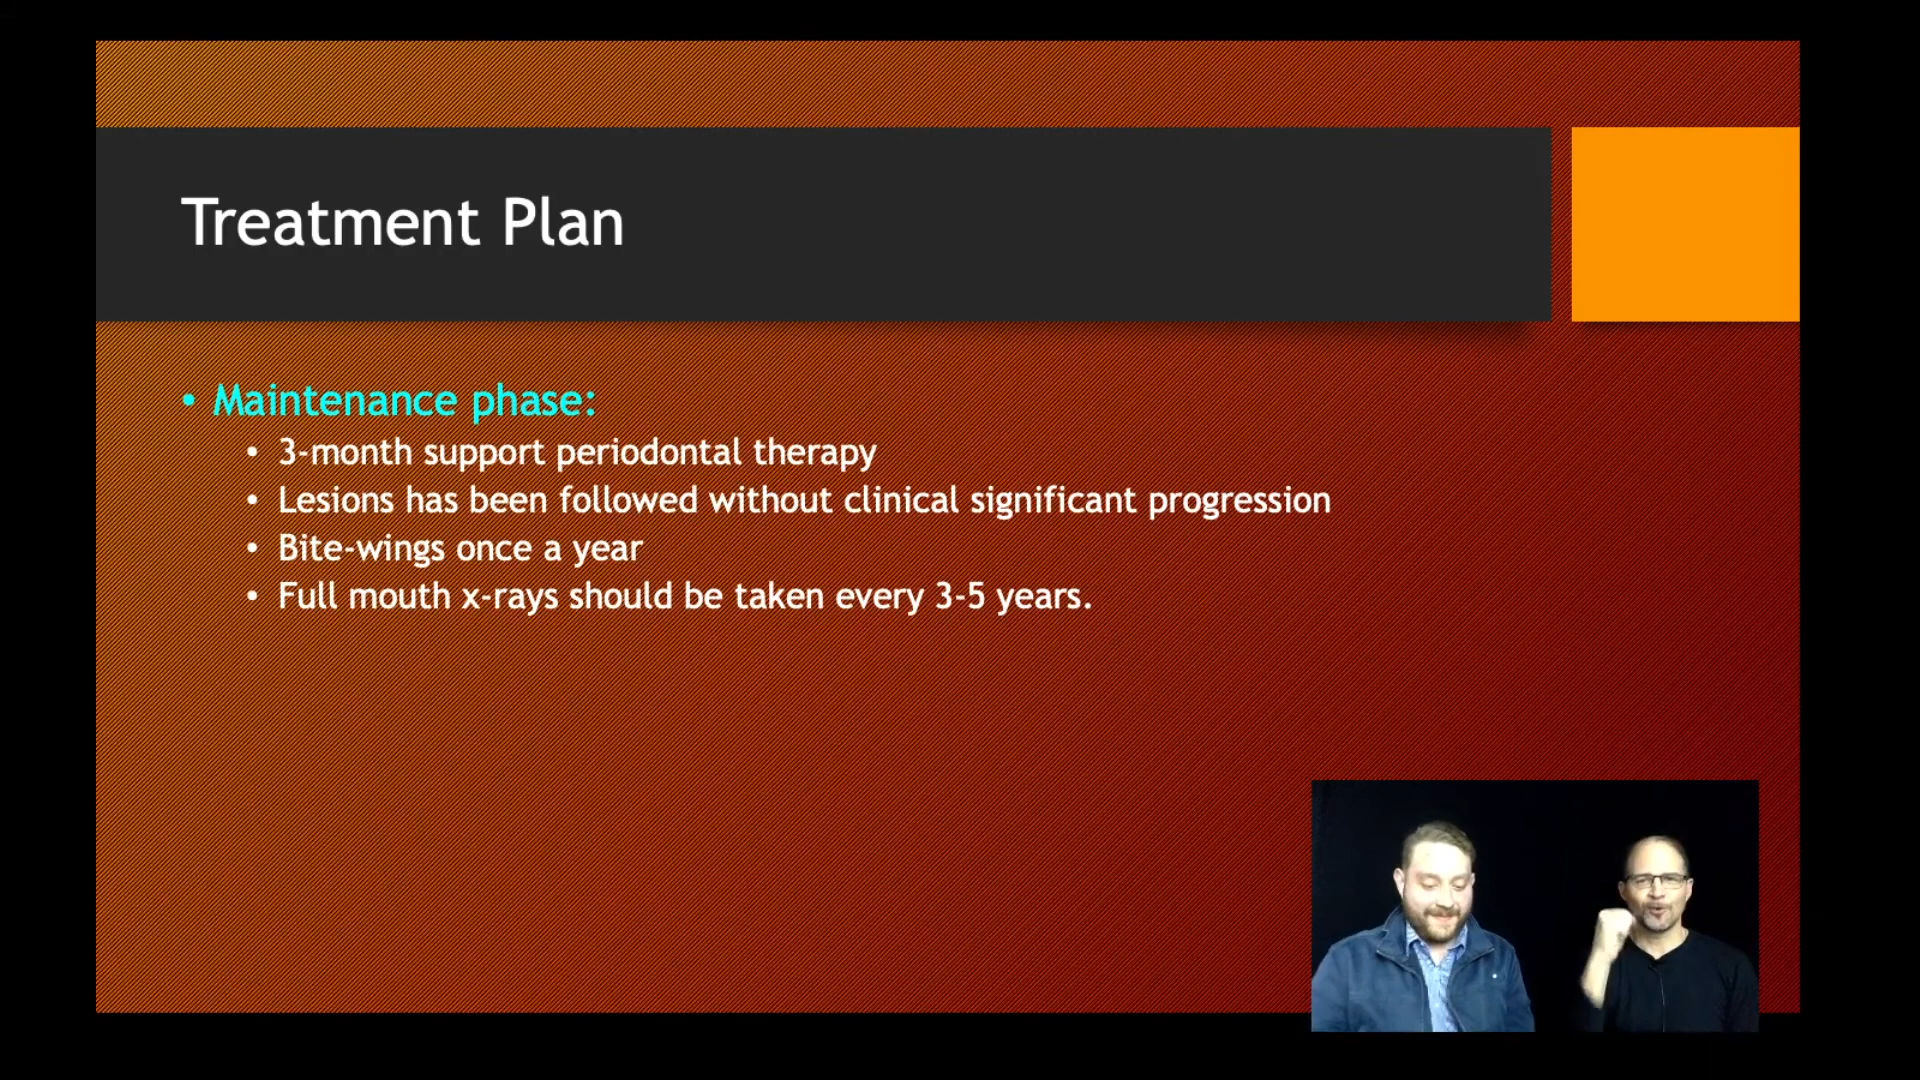 Treatment Plan
• Maintenance phase:
• 3-month support periodontal therapy
• Lesions has been followed without clinical significant progression
• Bite-wings once a year
• Full mouth x-rays should be taken every 3-5 years.